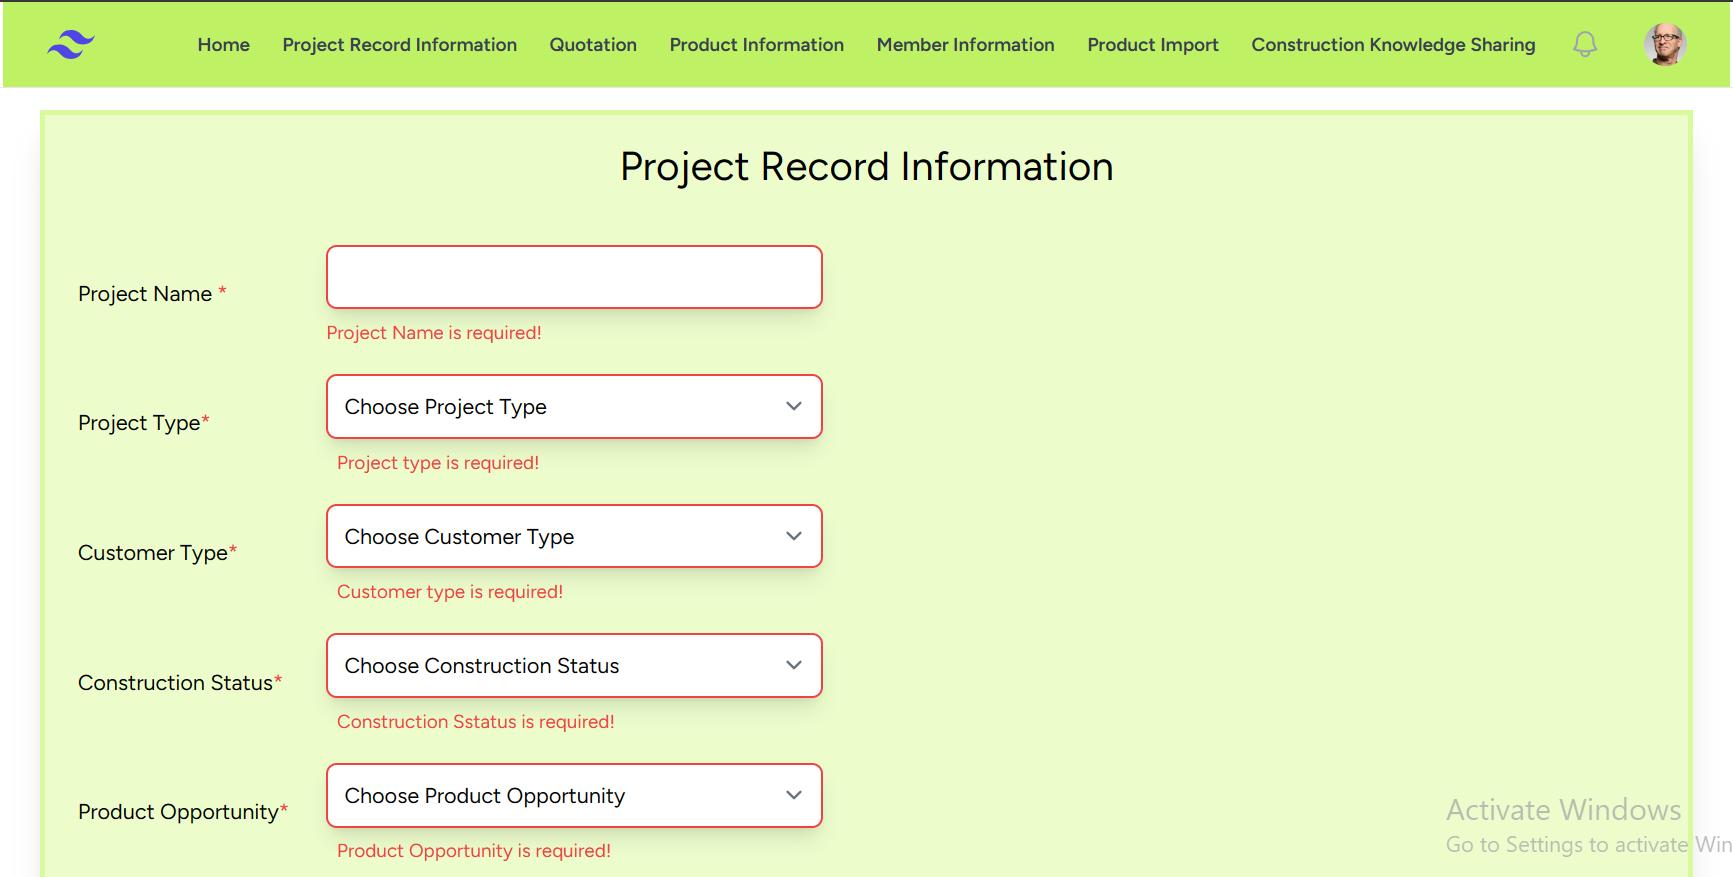 Home Project Record Information Quotation Product Information Member Information Product Import Construction Knowledge Sharing
Project Record Information
Project Name *
Project Name is required!
Project Type*
Choose Project Type
Project type is required!
Customer Type*
Choose Customer Type
Customer type is required!
Construction Status*
Choose Construction Status
Construction Sstatus is required!
Product Opportunity*
Choose Product Opportunity
Product Opportunity is required!
Activate Windows
Go to Settings to activate Win